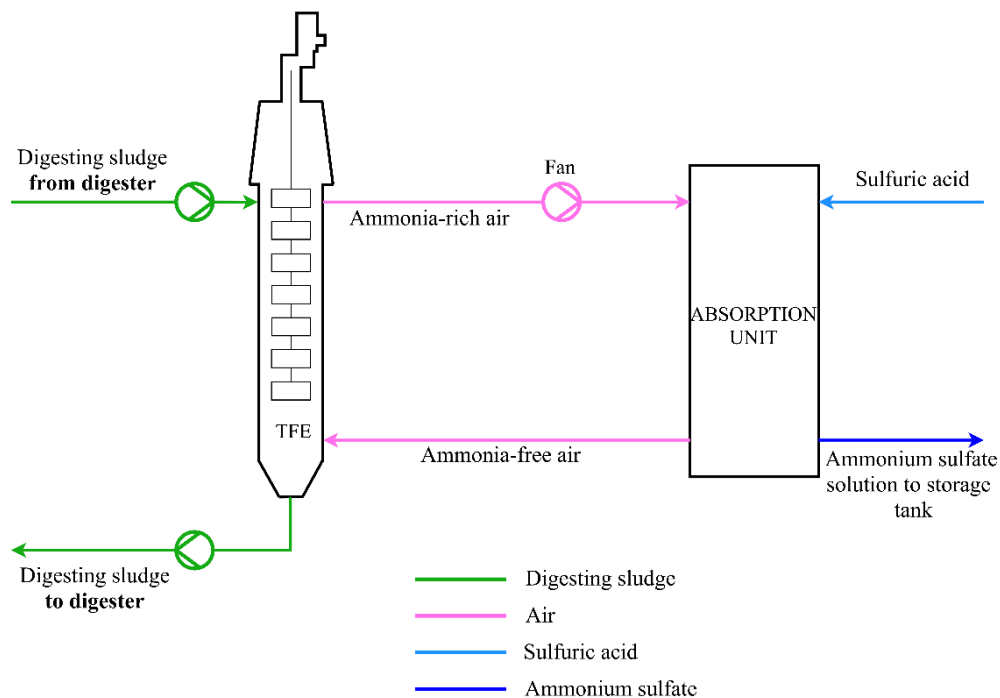 Digesting sludge
from digester
Fan
Ammonia-rich air
Sulfuric acid
ABSORPTION
UNIT
TFE
Ammonia-free air
Ammonium sulfate
solution to storage
tank
Digesting sludge
to digester
Digesting sludge
Air
Sulfuric acid
Ammonium sulfate